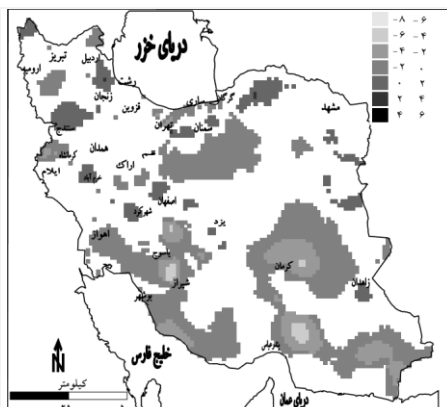 دریای خزر
-۸ -۶
-۶ -۴
-۴ -۲
-۲ ۰
۰ ۲
۲ ۴
۴ ۶
تبریز
اردبیل
ارومیه
رشت
زنجان
قزوین
گرگان
ساری
مشهد
تهران
سمنان
سنندج
همدان
قم
کرمانشاه
اراک
ایلام
خرم‌آباد
اصفهان
شهرکرد
یزد
اهواز
یاسوج
کرمان
شیراز
زاهدان
بوشهر
خلیج فارس
بندرعباس
N
کیلومتر
دریای عمان